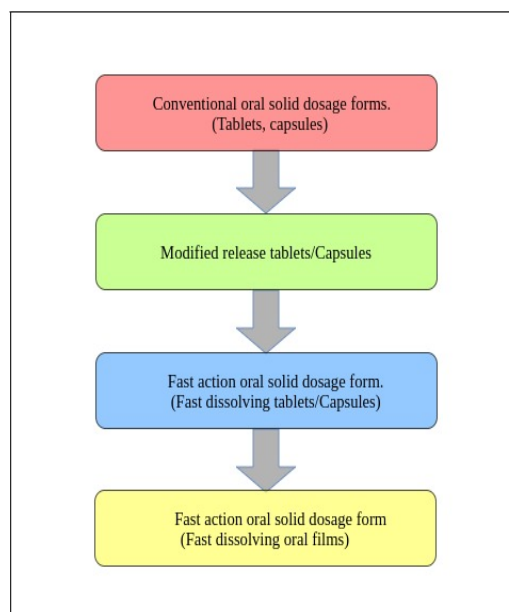 Conventional oral solid dosage forms.
(Tablets, capsules)
Modified release tablets/Capsules
Fast action oral solid dosage form.
(Fast dissolving tablets/Capsules)
Fast action oral solid dosage form
(Fast dissolving oral films)